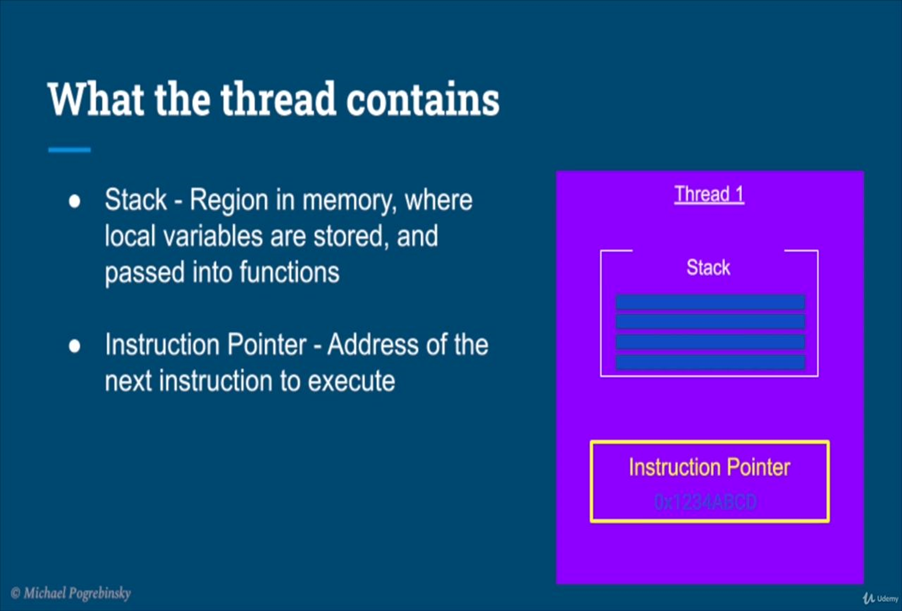 What the thread contains
● Stack - Region in memory, where
local variables are stored, and
passed into functions
● Instruction Pointer - Address of the
next instruction to execute
Thread 1
Stack
Instruction Pointer
0x1234ABCD
© Michael Pogrebinsky
Udemy